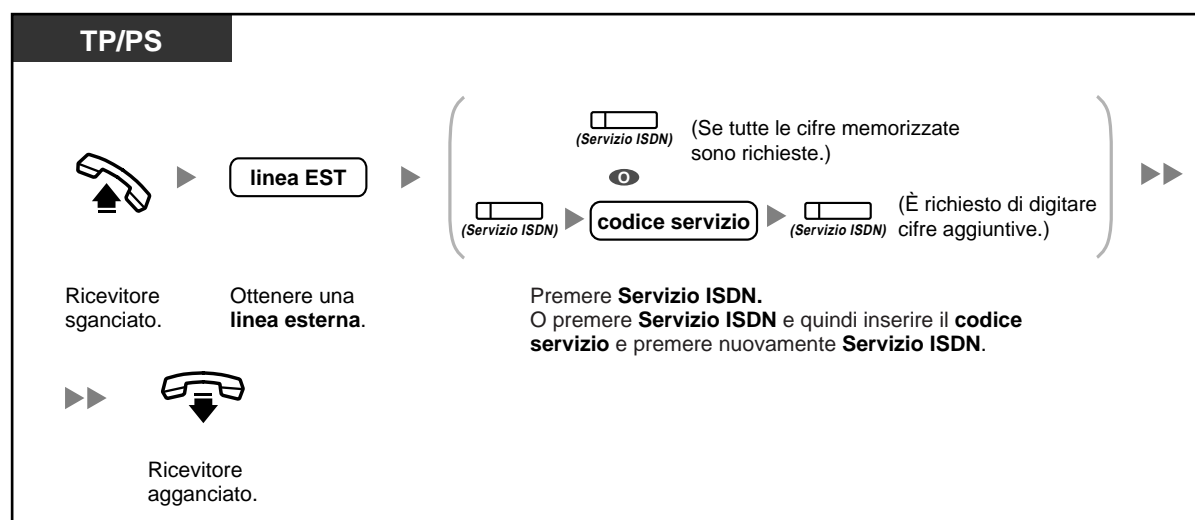 TP/PS
(Servizio ISDN)
(Se tutte le cifre memorizzate
sono richieste.)
linea EST
O
(Servizio ISDN)
codice servizio
(Servizio ISDN)
(È richiesto di digitare
cifre aggiuntive.)
Ricevitore
sganciato.
Ottenere una
linea esterna.
Premere Servizio ISDN.
O premere Servizio ISDN e quindi inserire il codice
servizio e premere nuovamente Servizio ISDN.
Ricevitore
agganciato.